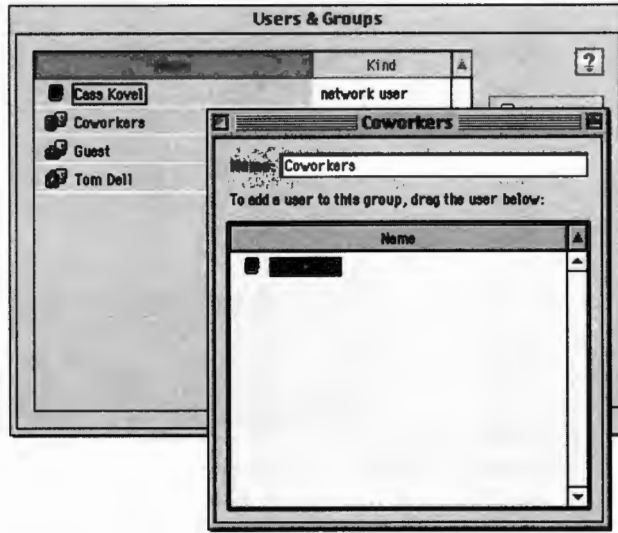 Users & Groups
Kind
Cass Kovel
network user
Coworkers
Guest
Tom Dell
Coworkers
Name: Coworkers
To add a user to this group, drag the user below:
Name